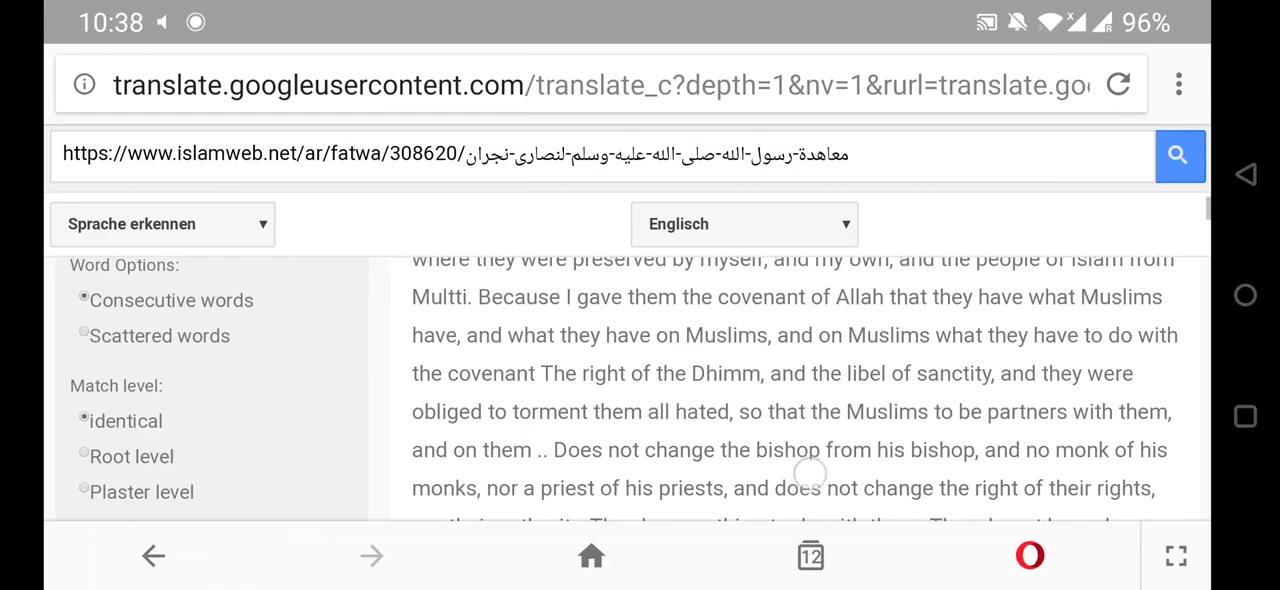 10:38
x
R
96%
translate.googleusercontent.com/translate_c?depth=1&nv=1&rurl=translate.go
https://www.islamweb.net/ar/fatwa/308620/معاهدة-رسول-الله-صلى-الله-عليه-وسلم-لنصارى-نجران
Sprache erkennen
Englisch
Word Options:
Consecutive words
Scattered words
Match level:
identical
Root level
Plaster level
where they were preserved by myself, and my own, and the people of Islam from
Multti. Because I gave them the covenant of Allah that they have what Muslims
have, and what they have on Muslims, and on Muslims what they have to do with
the covenant The right of the Dhimm, and the libel of sanctity, and they were
obliged to torment them all hated, so that the Muslims to be partners with them,
and on them .. Does not change the bishop from his bishop, and no monk of his
monks, nor a priest of his priests, and does not change the right of their rights,
12